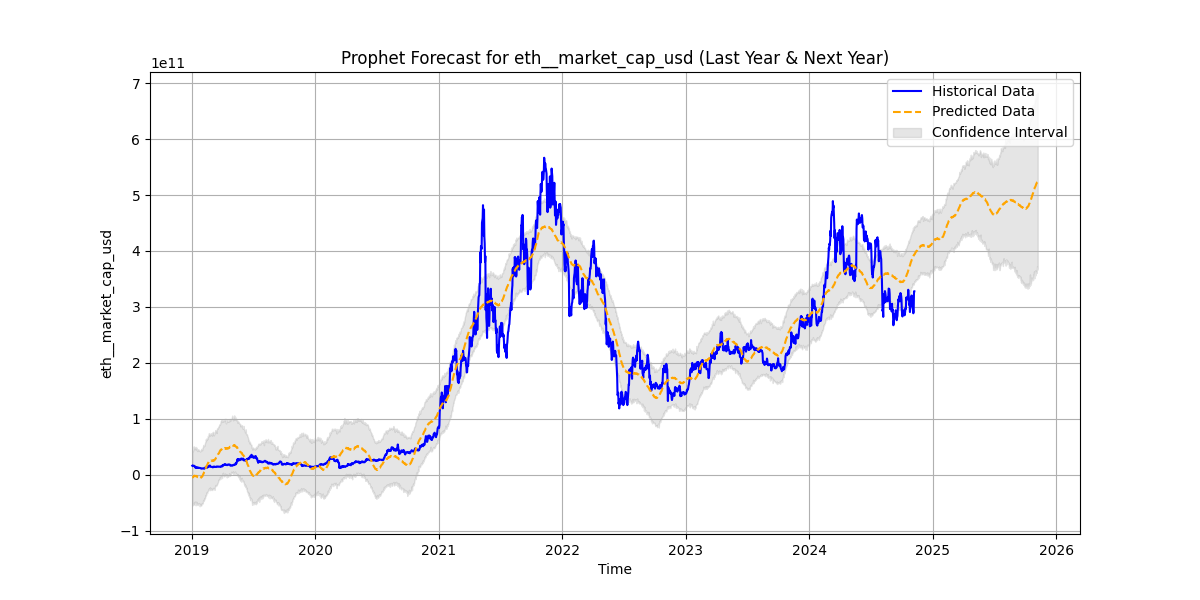 Prophet Forecast for eth__market_cap_usd (Last Year & Next Year)
1e11
7
6
5
4
3
2
1
0
−1
eth__market_cap_usd
Historical Data
Predicted Data
Confidence Interval
2019 2020 2021 2022 2023 2024 2025 2026
Time